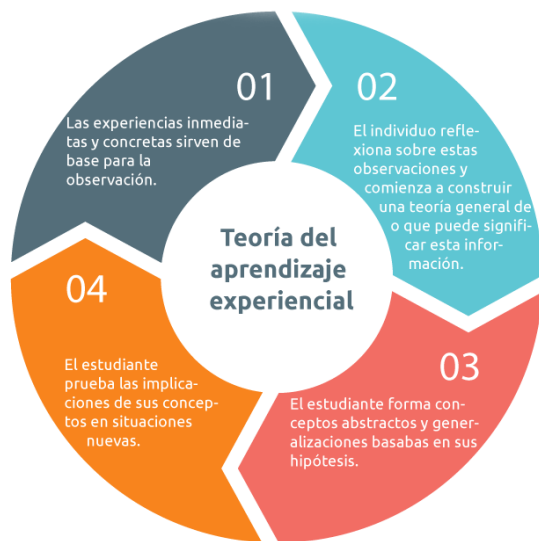 01
Las experiencias inmedia-
tas y concretas sirven de
base para la
observación.
02
El individuo refle-
xiona sobre estas
observaciones y
comienza a construir
una teoría general de
o que puede signifi-
car esta infor-
mación.
Teoría del
aprendizaje
experiencial
03
El estudiante forma con-
ceptos abstractos y gener-
alizaciones basabas en sus
hipótesis.
04
El estudiante
prueba las implica-
ciones de sus concep-
tos en situaciones
nuevas.